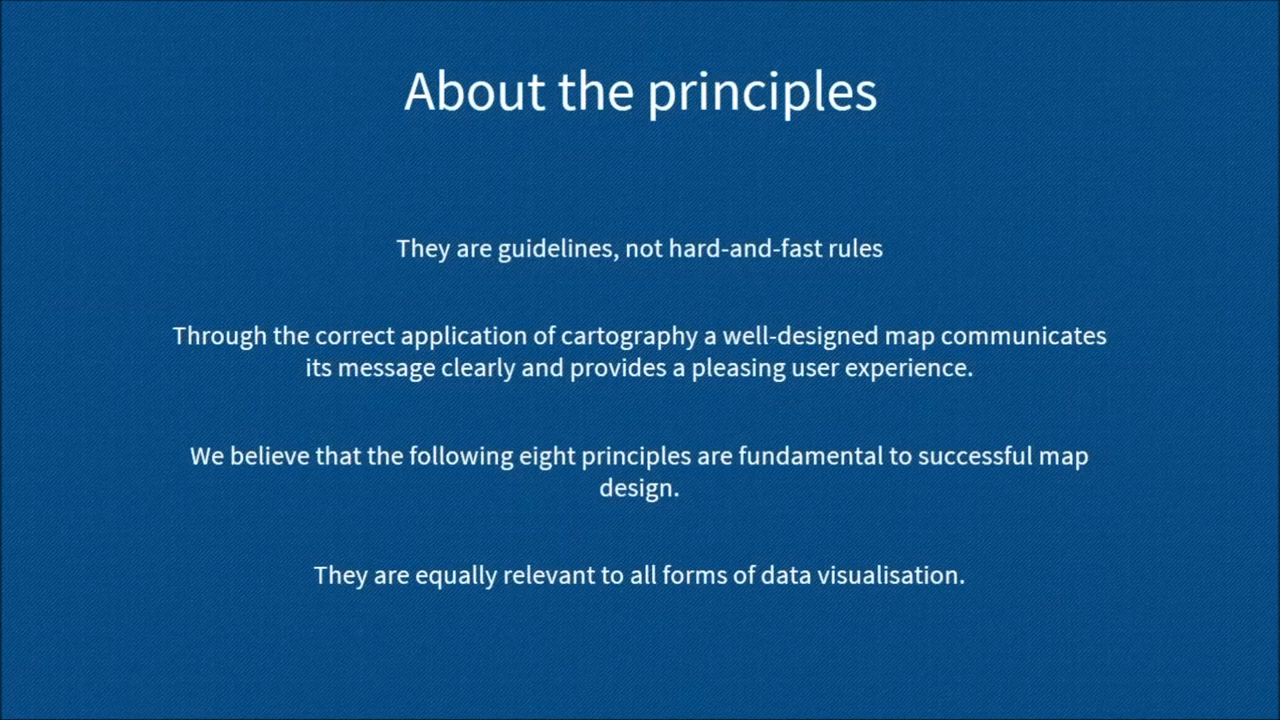 About the principles
They are guidelines, not hard-and-fast rules
Through the correct application of cartography a well-designed map communicates
its message clearly and provides a pleasing user experience.
We believe that the following eight principles are fundamental to successful map
design.
They are equally relevant to all forms of data visualisation.